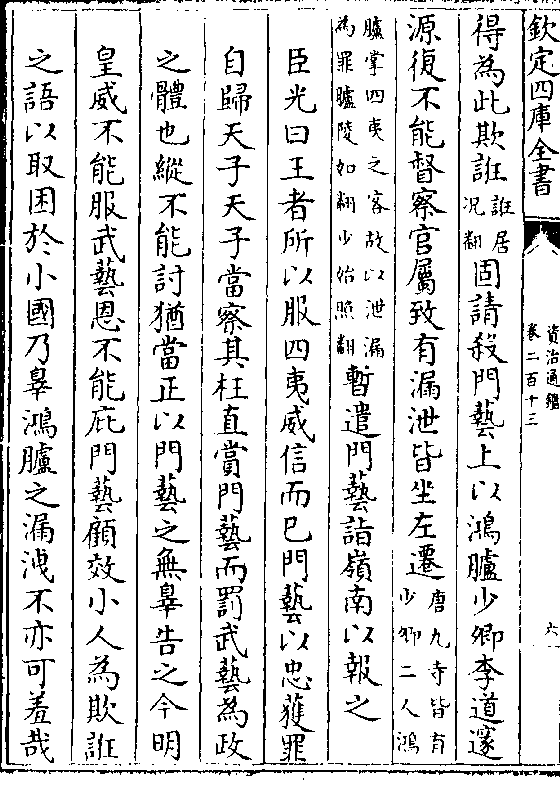 欽定四庫全書
資治通鑑
卷二百十三
六
得為此欺誑誑居況翻固請殺門藝上以鴻臚少卿李道邃
源復不能督察官屬致有漏泄皆坐左遷唐九寺皆有少卿二人鴻
臚掌四夷之客故以泄漏為罪臚陵如翻少始照翻暫遣門藝詣嶺南以報之
臣光曰王者所以服四夷威信而已門藝以忠獲罪
自歸天子天子當察其枉直賞門藝而罰武藝為政
之體也縱不能討猶當正以門藝之無辠告之今明
皇威不能服武藝恩不能庇門藝顧效小人為欺誑
之語以取困於小國乃辠鴻臚之漏洩不亦可羞哉